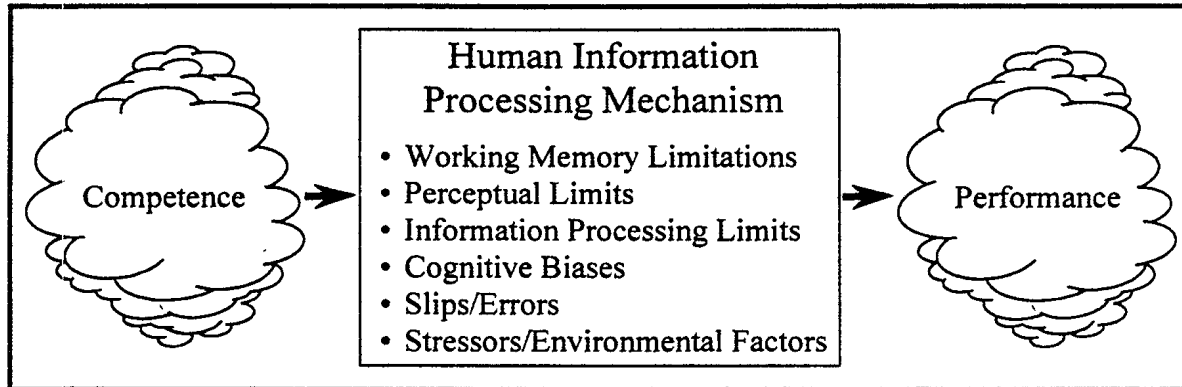 Competence
Human Information
Processing Mechanism
• Working Memory Limitations
• Perceptual Limits
• Information Processing Limits
• Cognitive Biases
• Slips/Errors
• Stressors/Environmental Factors
Performance